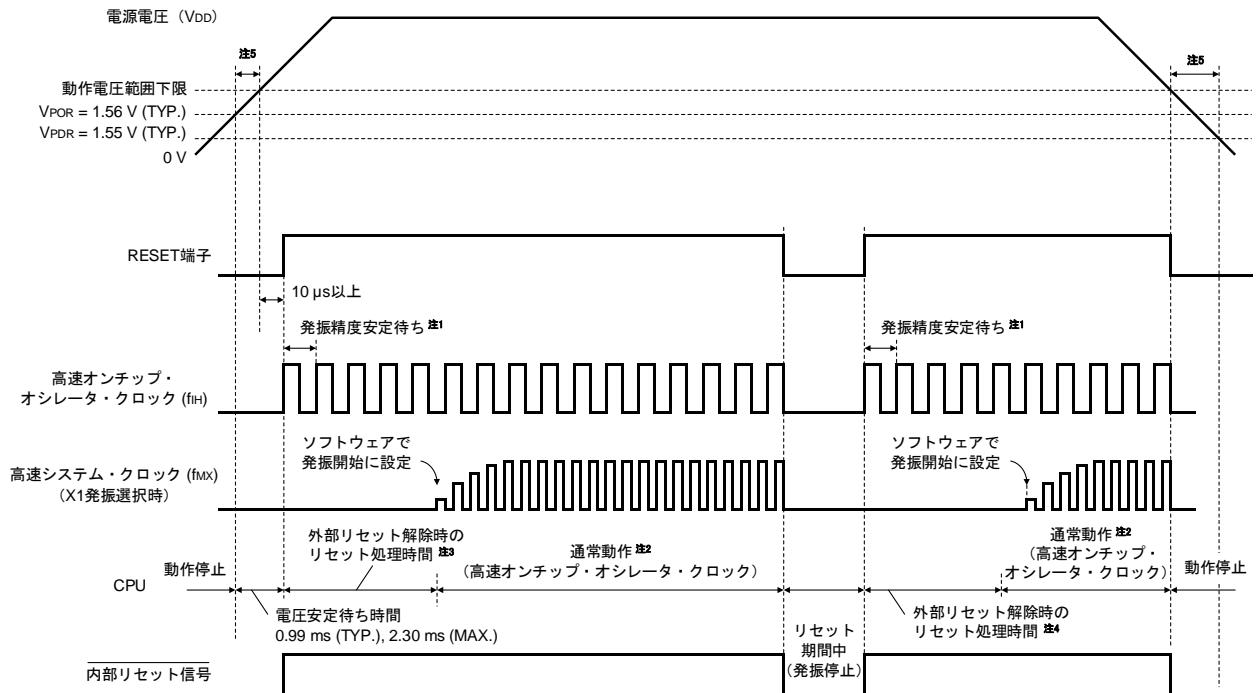 電源電圧（VDD）
注5
注5
動作電圧範囲下限
VPOR = 1.56 V (TYP.)
VPDR = 1.55 V (TYP.)
0 V
RESET端子
10 μs以上
発振精度安定待ち 注1
発振精度安定待ち 注1
高速オンチップ・
オシレータ・クロック (fIH)
ソフトウェアで
発振開始に設定
ソフトウェアで
発振開始に設定
高速システム・クロック (fMX)
（X1発振選択時）
外部リセット解除時の
リセット処理時間 注3
通常動作 注2
（高速オンチップ・オシレータ・クロック）
通常動作 注2
（高速オンチップ・
オシレータ・クロック）
CPU
動作停止
動作停止
電圧安定待ち時間
0.99 ms (TYP.), 2.30 ms (MAX.)
リセット
期間中
（発振停止）
外部リセット解除時の
リセット処理時間 注4
内部リセット信号